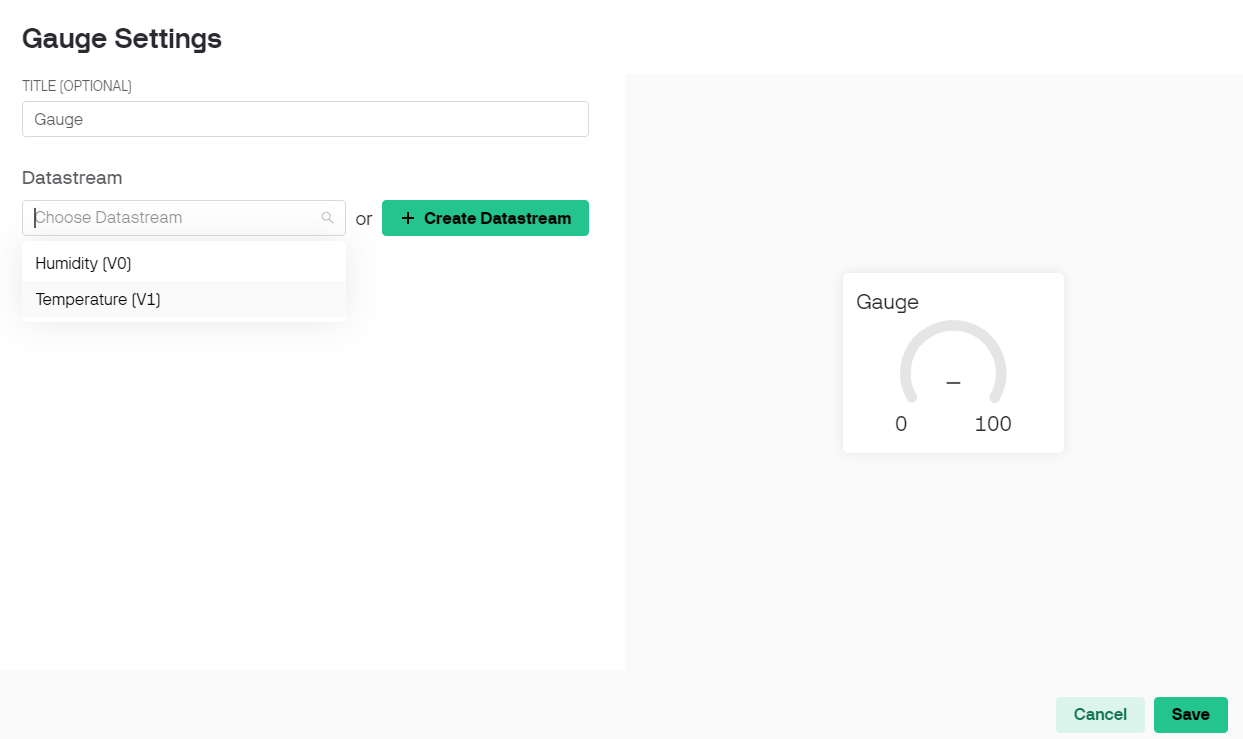 Gauge Settings
TITLE (OPTIONAL)
Gauge
Datastream
Choose Datastream
or
+ Create Datastream
Humidity (V0)
Temperature (V1)
Gauge
–
0
100
Cancel
Save